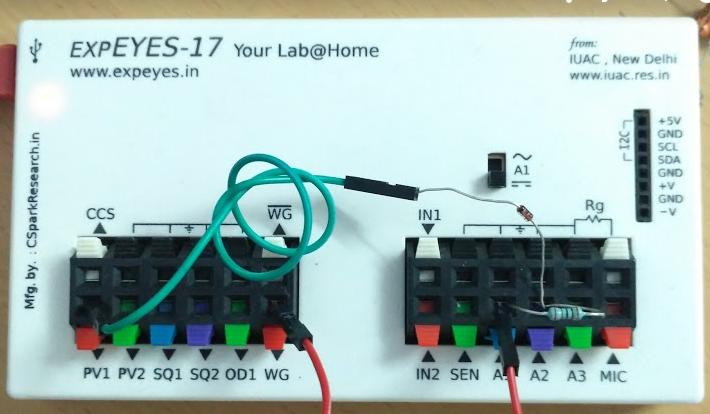 EXPEYES-17 Your Lab@Home
www.expeyes.in
from:
IUAC , New Delhi
www.iuac.res.in
Mfg. by. : CSparkResearch.in
I2C
+5V
GND
SCL
SDA
GND
+V
GND
-V
A1
Rg
CCS
WG
IN1
PV1 PV2 SQ1 SQ2 OD1 WG
IN2 SEN A2 A3 MIC